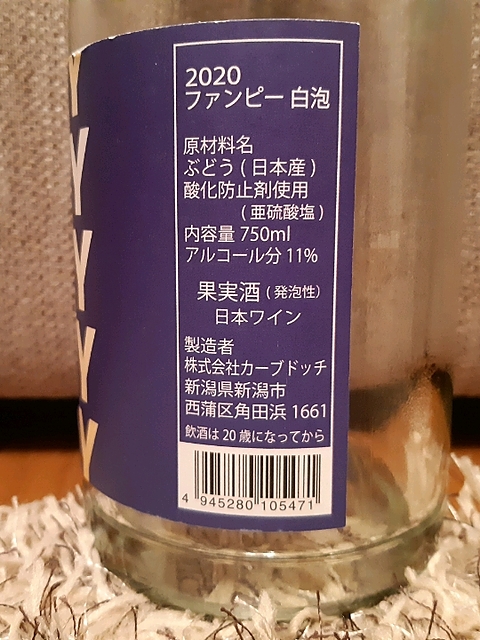 2020
ファンピー 白泡
原材料名
ぶどう ( 日本産 )
酸化防止剤使用
( 亜硫酸塩 )
内容量 750ml
アルコール分 11%
果実酒 ( 発泡性 )
日本ワイン
製造者
株式会社カーブドッチ
新潟県新潟市
西蒲区角田浜 1661
飲酒は 20 歳になってから
4 945280 105471
Y
Y
Y
Y
Y